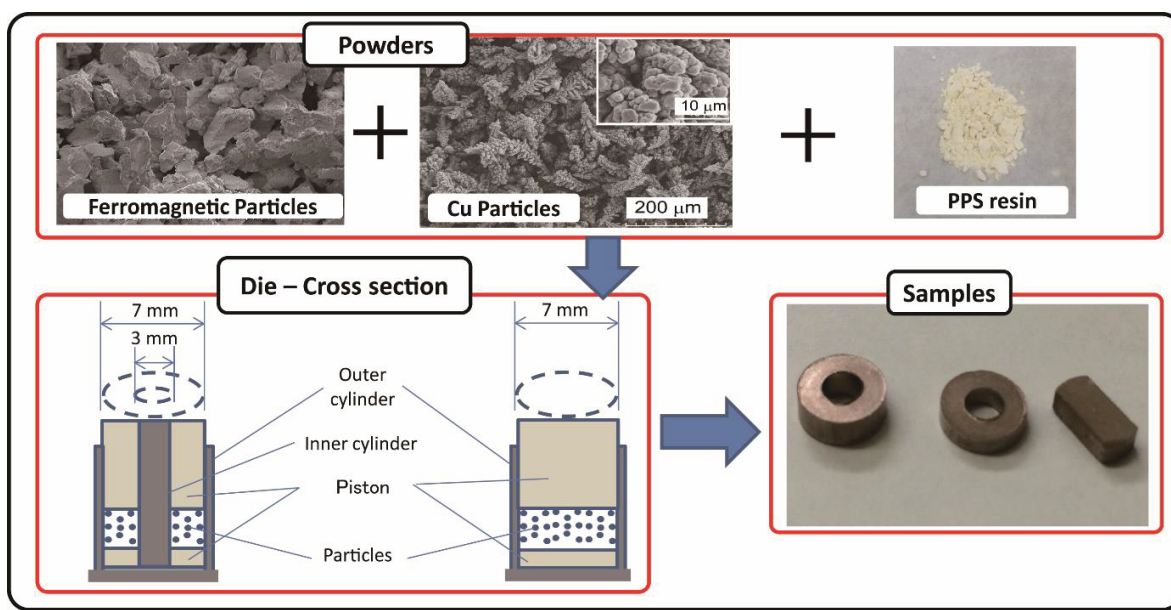 Powders
10 μm
Ferromagnetic Particles
Cu Particles
200 μm
PPS resin
Die – Cross section
7 mm
3 mm
7 mm
Outer
cylinder
Inner cylinder
Piston
Particles
Samples